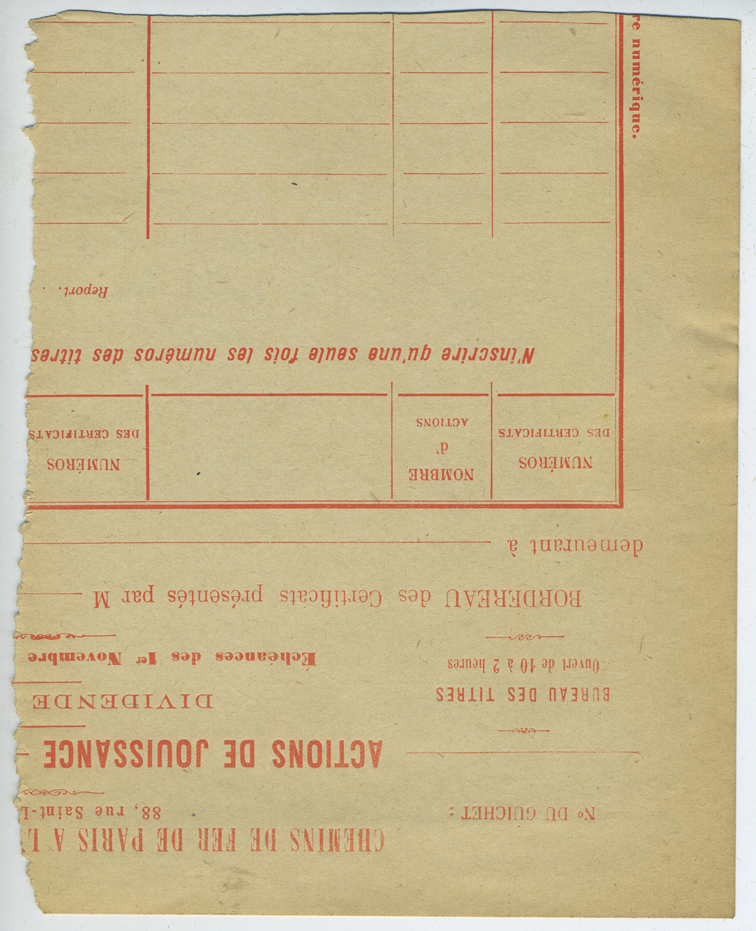 CHEMINS DE FER DE PARIS A L
88, rue Saint-L
N° DU GUICHET :
ACTIONS DE JOUISSANCE
BUREAU DES TITRES
Ouvert de 10 à 2 heures
DIVIDENDE
Échéances des 1er Novembre
BORDEREAU des Certificats présentés par M
demeurant à
NUMÉROS
DES CERTIFICATS
NOMBRE
d'
ACTIONS
NUMÉROS
DES CERTIFICATS
N'inscrire qu'une seule fois les numéros des titres
Report. .
re numérique.